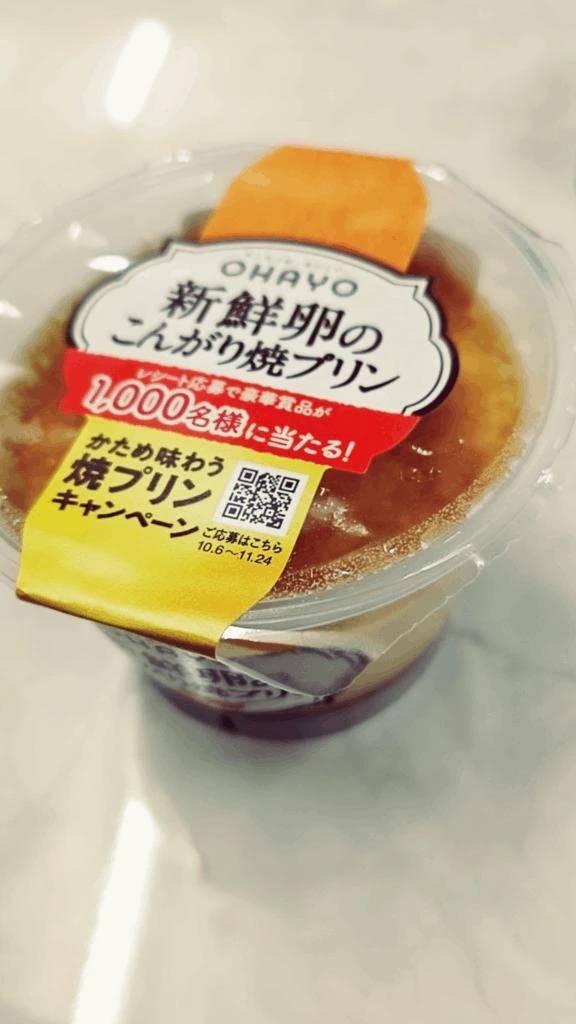 OHAYO
新鮮卵の
こんがり焼プリン
レシート応募で豪華賞品が
1,000名様に当たる!
かため味わう
焼プリン
キャンペーン
ご応募はこちら
10.6~11.24